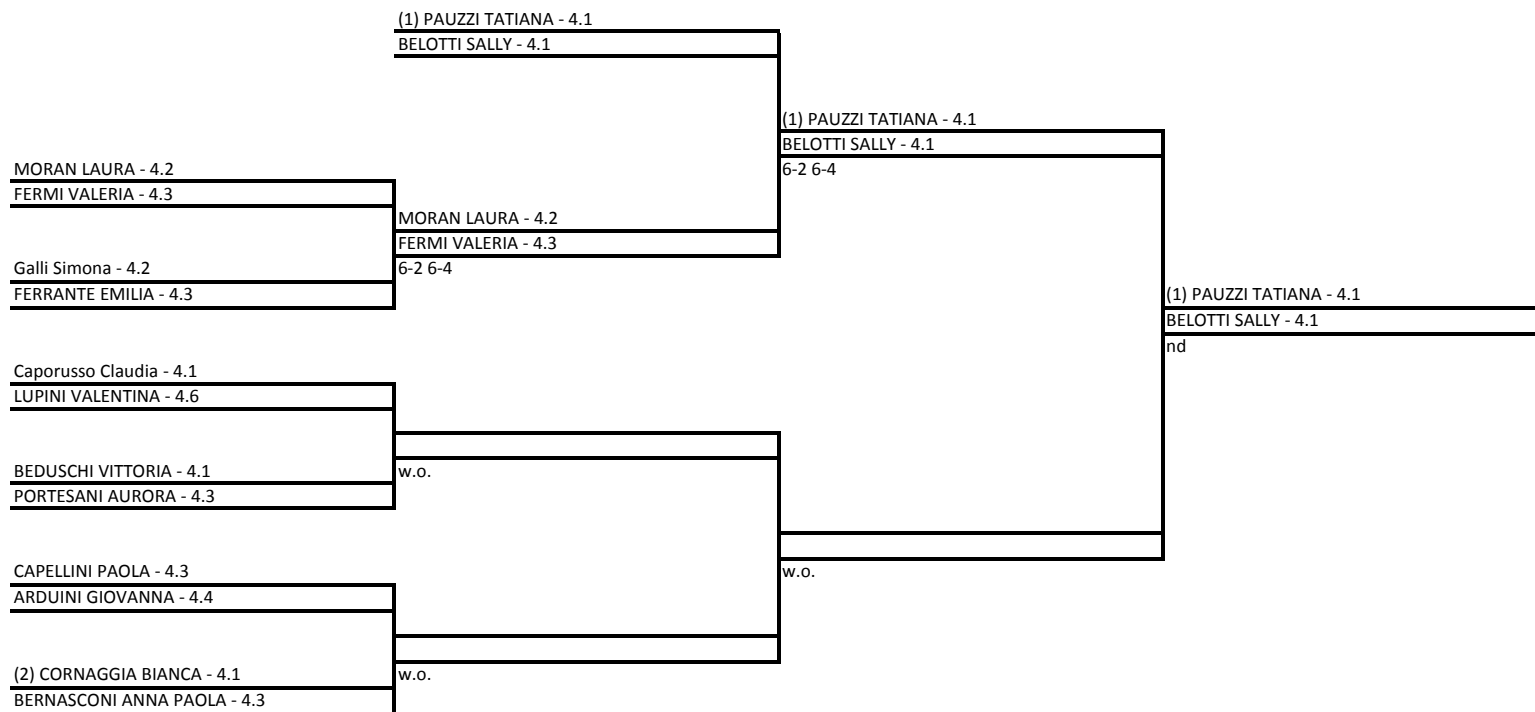 (1) PAUZZI TATIANA - 4.1
BELOTTI SALLY - 4.1
(1) PAUZZI TATIANA - 4.1
BELOTTI SALLY - 4.1
6-2 6-4
MORAN LAURA - 4.2
FERMI VALERIA - 4.3
MORAN LAURA - 4.2
FERMI VALERIA - 4.3
6-2 6-4
Galli Simona - 4.2
FERRANTE EMILIA - 4.3
(1) PAUZZI TATIANA - 4.1
BELOTTI SALLY - 4.1
nd
Caporusso Claudia - 4.1
LUPINI VALENTINA - 4.6
BEDUSCHI VITTORIA - 4.1
PORTESANI AURORA - 4.3
w.o.
CAPELLINI PAOLA - 4.3
ARDUINI GIOVANNA - 4.4
w.o.
(2) CORNAGGIA BIANCA - 4.1
BERNASCONI ANNA PAOLA - 4.3
w.o.